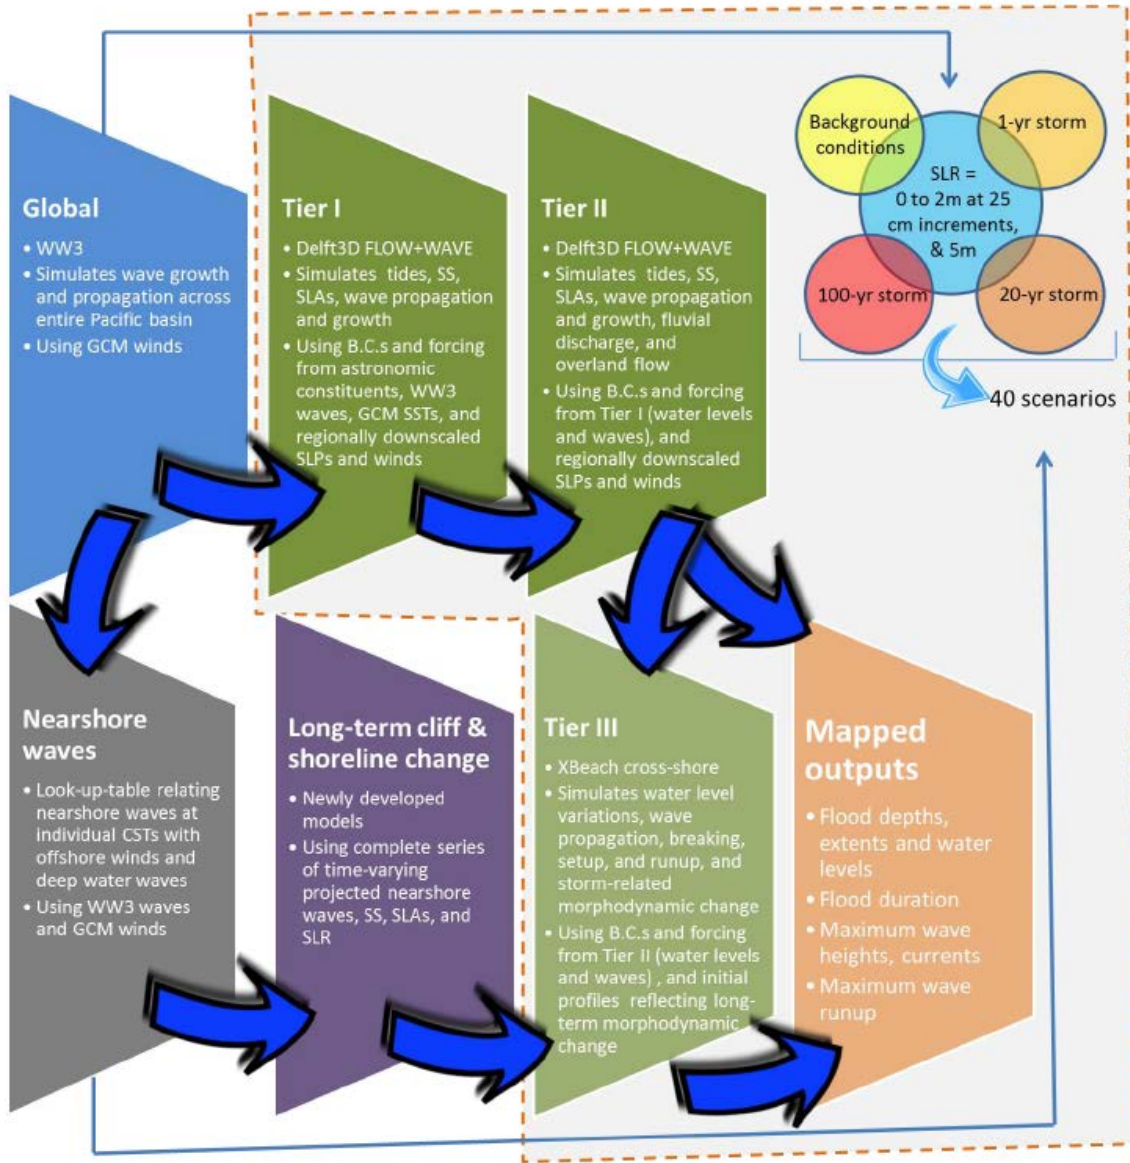 Global
• WW3
• Simulates wave growth
and propagation across
entire Pacific basin
• Using GCM winds
Tier I
• Delft3D FLOW+WAVE
• Simulates tides, SS,
SLAs, wave propagation
and growth
• Using B.C.s and forcing
from astronomic
constituents, WW3
waves, GCM SSTs, and
regionally downscaled
SLPs and winds
Tier II
• Delft3D FLOW+WAVE
• Simulates tides, SS,
SLAs, wave propagation
and growth, fluvial
discharge, and
overland flow
• Using B.C.s and forcing
from Tier I (water levels
and waves), and
regionally downscaled
SLPs and winds
Background
conditions
1-yr storm
SLR =
0 to 2m at 25
cm increments,
& 5m
100-yr storm
20-yr storm
40 scenarios
Nearshore
waves
• Look-up-table relating
nearshore waves at
individual CSTs with
offshore winds and
deep water waves
• Using WW3 waves
and GCM winds
Long-term cliff &
shoreline change
• Newly developed
models
• Using complete series
of time-varying
projected nearshore
waves, SS, SLAs, and
SLR
Tier III
• XBeach cross-shore
• Simulates water level
variations, wave
propagation, breaking,
setup, and runup, and
storm-related
morphodynamic change
• Using B.C.s and forcing
from Tier II (water levels
and waves) , and initial
profiles reflecting long-
term morphodynamic
change
Mapped
outputs
• Flood depths,
extents and water
levels
• Flood duration
• Maximum wave
heights, currents
• Maximum wave
runup